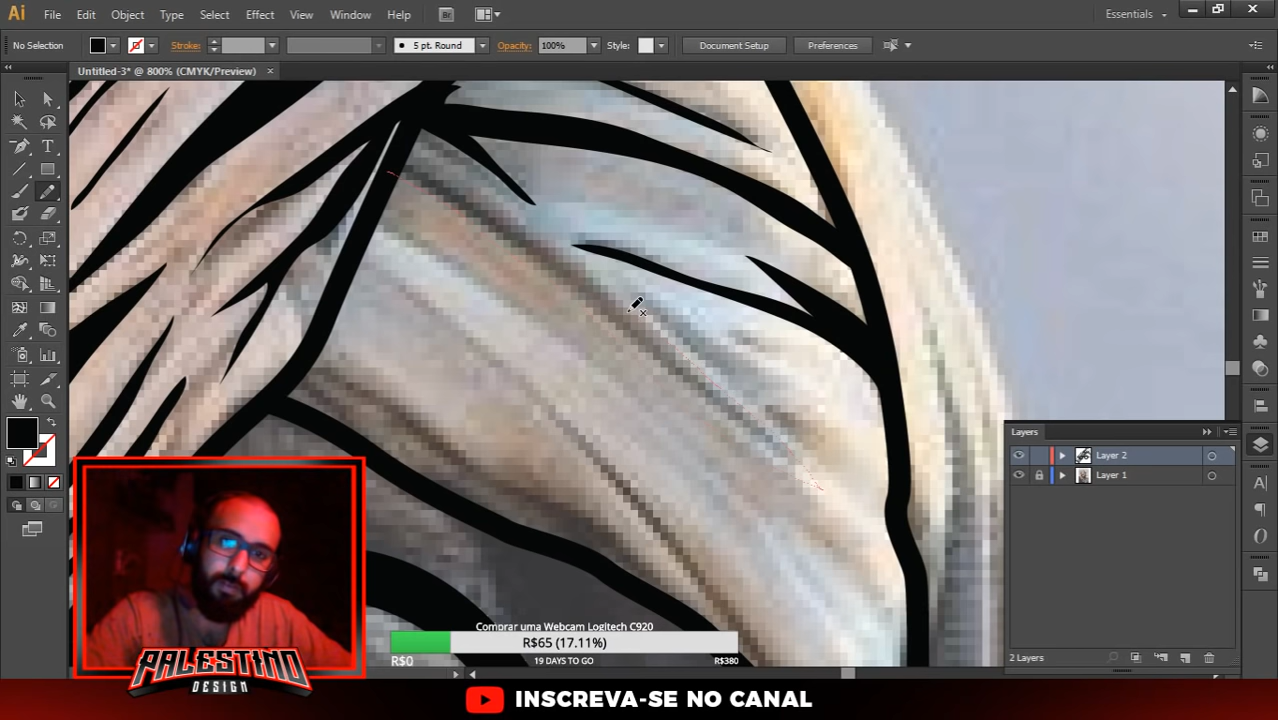 Ai File Edit Object Type Select Effect View Window Help Br Essentials
No Selection Stroke: 5 pt. Round Opacity: 100% Style: Document Setup Preferences
Untitled-3* @ 800% (CMYK/Preview)
Layers
Layer 2
Layer 1
2 Layers
Comprar uma Webcam Logitech C920
R$65 (17.11%)
R$0 19 DAYS TO GO R$380
PALESTINO
DESIGN
INSCREVA-SE NO CANAL